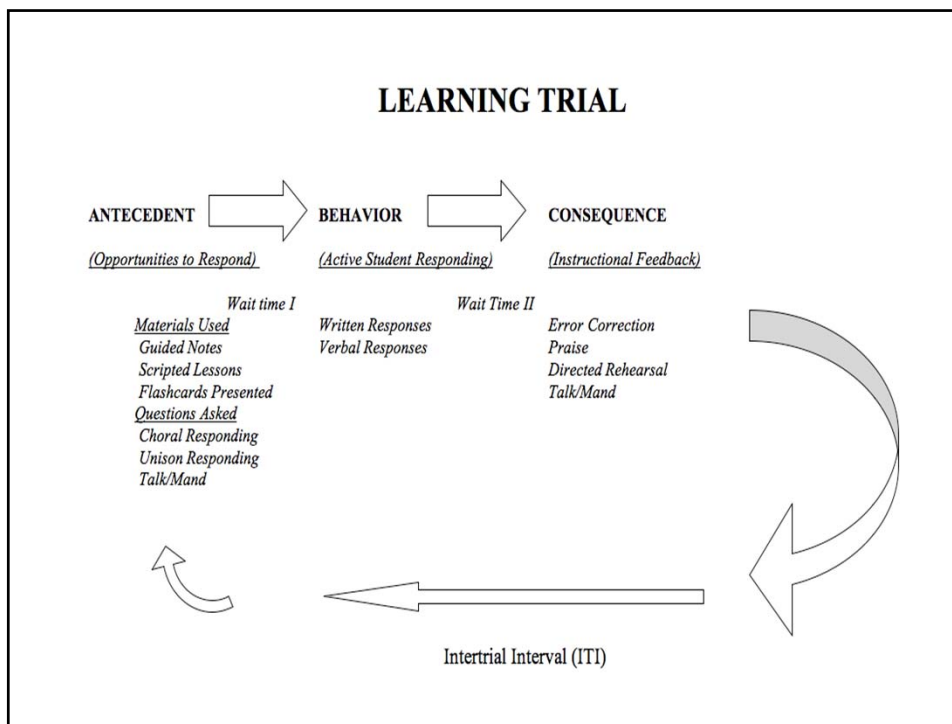 LEARNING TRIAL
ANTECEDENT
BEHAVIOR
CONSEQUENCE
(Opportunities to Respond)
(Active Student Responding)
(Instructional Feedback)
Wait time I
Wait Time II
Materials Used
Guided Notes
Scripted Lessons
Flashcards Presented
Questions Asked
Choral Responding
Unison Responding
Talk/Mand
Written Responses
Verbal Responses
Error Correction
Praise
Directed Rehearsal
Talk/Mand
Intertrial Interval (ITI)